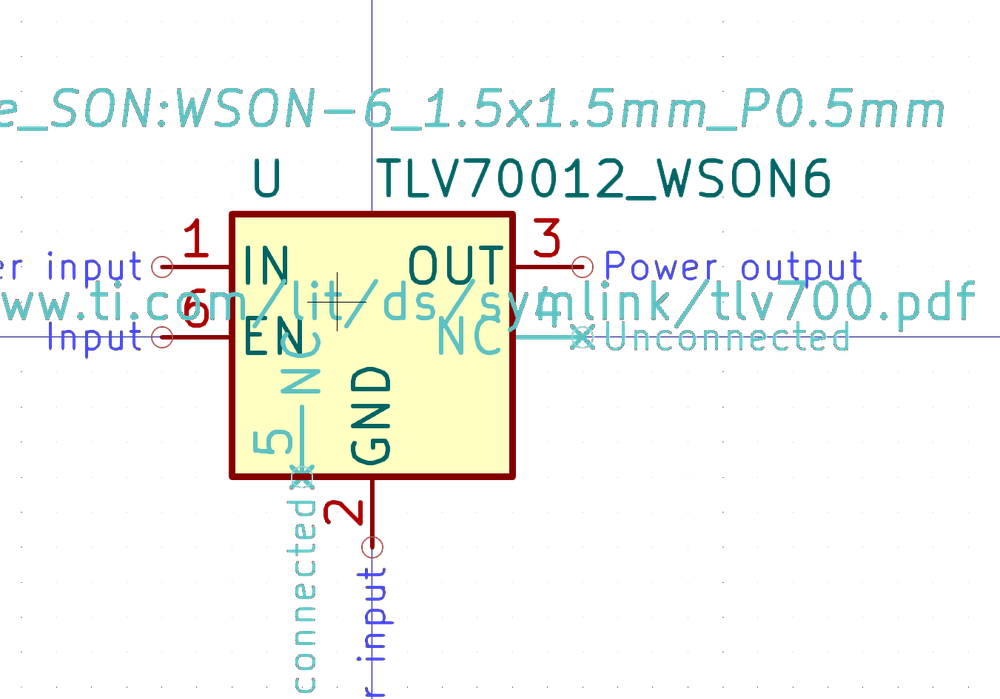 e_SON:WSON-6_1.5x1.5mm_P0.5mm
U TLV70012_WSON6
1 3
er input IN OUT Power output
ww.ti.com/lit/ds/symlink/tlv700.pdf
6 4
Input EN NC Unconnected
NC
5
GND
2
connected
r input